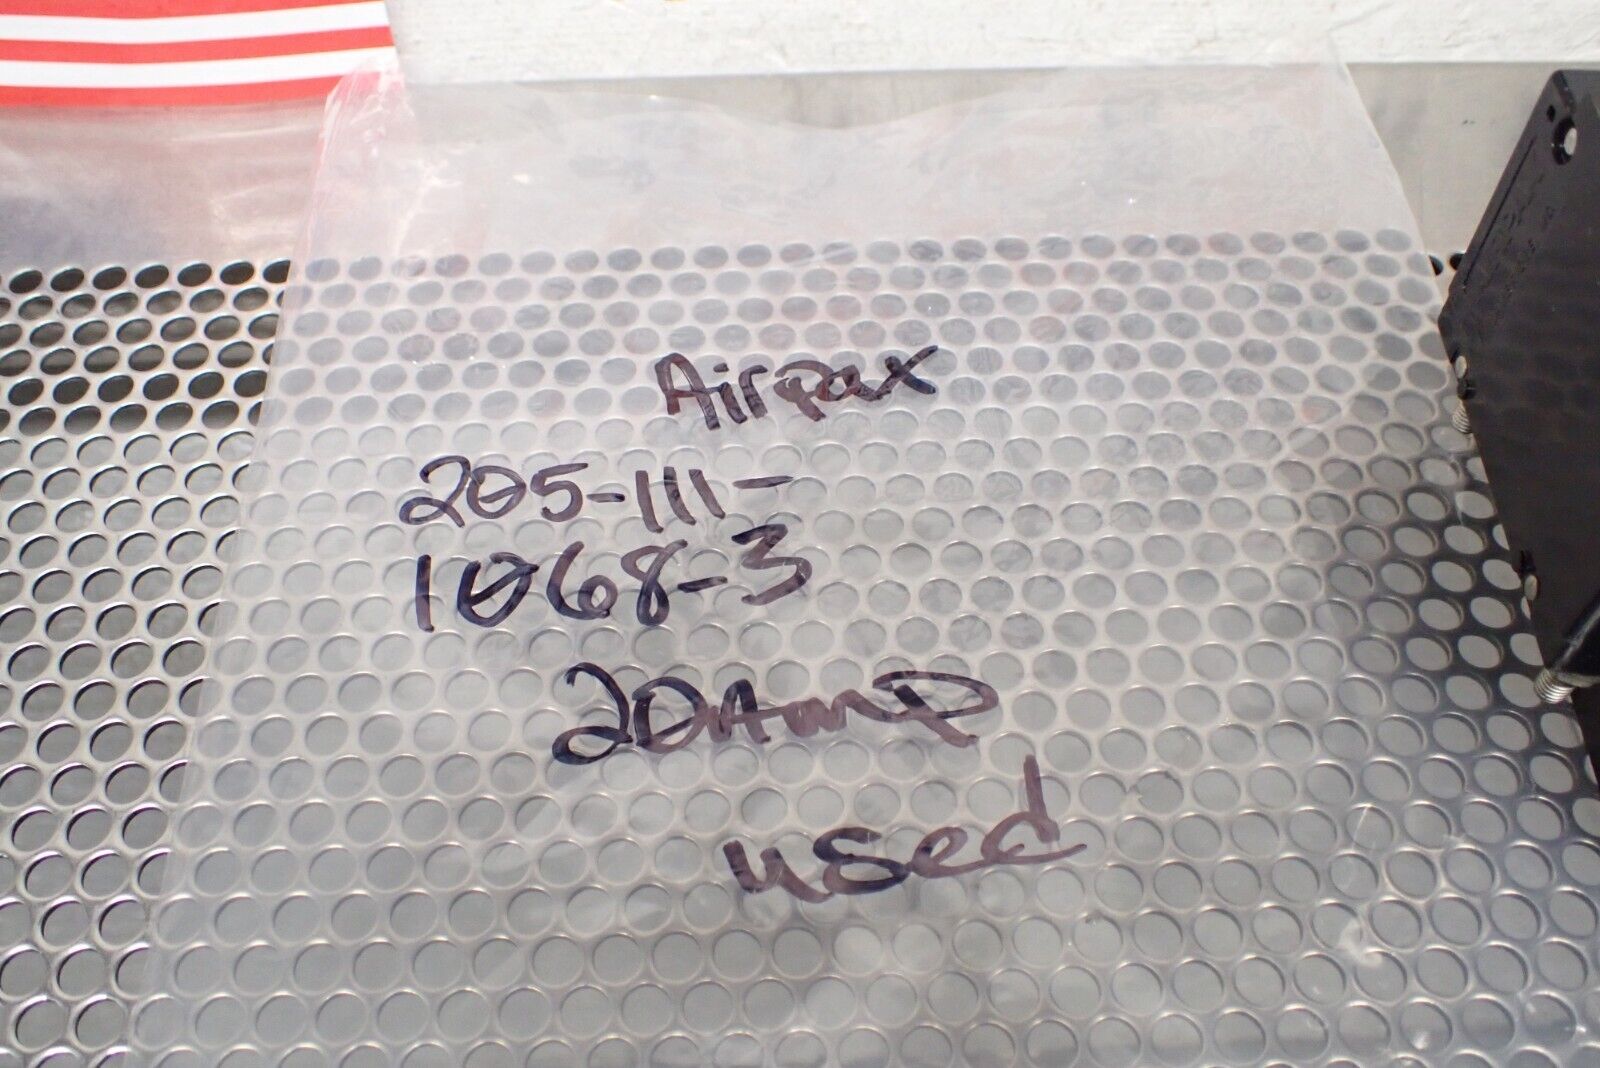 Airpax
205-111-
1068-3
20Amp
used